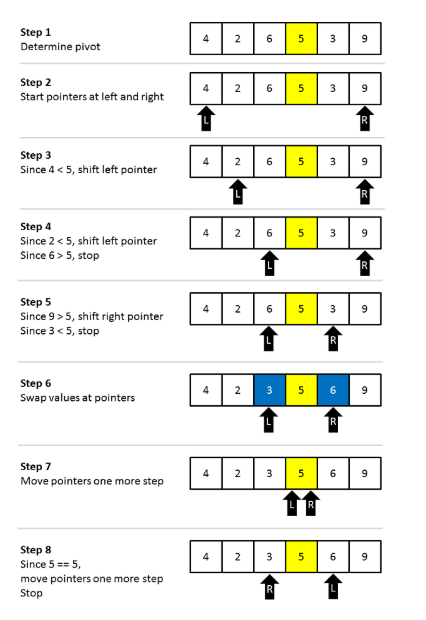 Step 1
Determine pivot
4 2 6 5 3 9
Step 2
Start pointers at left and right
4 2 6 5 3 9
L R
Step 3
Since 4 < 5, shift left pointer
4 2 6 5 3 9
L R
Step 4
Since 2 < 5, shift left pointer
Since 6 > 5, stop
4 2 6 5 3 9
L R
Step 5
Since 9 > 5, shift right pointer
Since 3 < 5, stop
4 2 6 5 3 9
L R
Step 6
Swap values at pointers
4 2 3 5 6 9
L R
Step 7
Move pointers one more step
4 2 3 5 6 9
L R
Step 8
Since 5 == 5,
move pointers one more step
Stop
4 2 3 5 6 9
R L